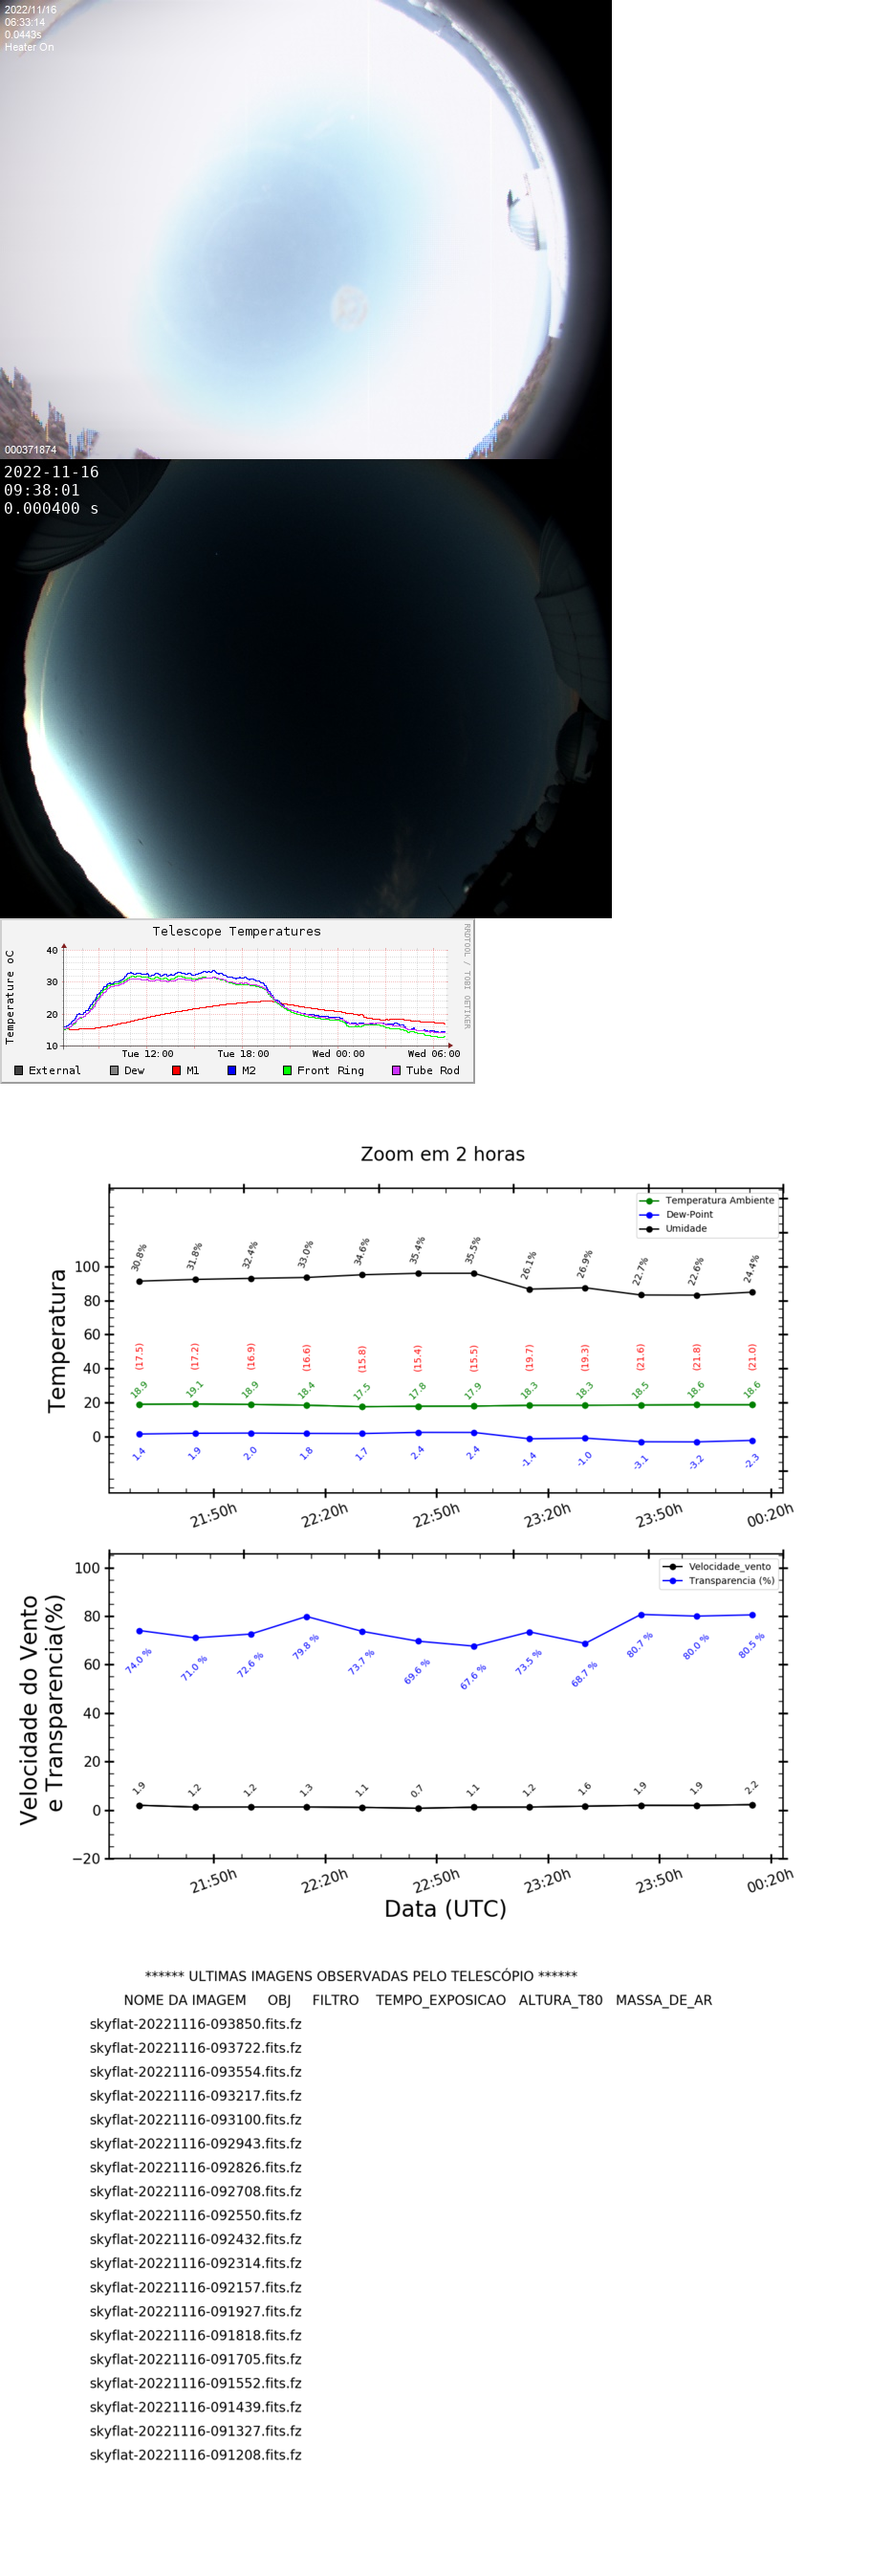 2022/11/16
06:33:14
0.0443s
Heater On
000371874
2022-11-16
09:38:01
0.000400 s
Telescope Temperatures
RRDTOOL / TOBI OETIKER
Temperature oC
40
30
20
10
Tue 12:00 Tue 18:00 Wed 00:00 Wed 06:00
External Dew M1 M2 Front Ring Tube Rod
Zoom em 2 horas
Temperatura Ambiente
Dew-Point
Umidade
Temperatura
100
80
60
40
20
0
30.8% 31.8% 32.4% 33.0% 34.6% 35.4% 35.5% 26.1% 26.9% 22.7% 22.6% 24.4%
(17.5) (17.2) (16.9) (16.6) (15.8) (15.4) (15.5) (19.7) (19.3) (21.6) (21.8) (21.0)
18.9 19.1 18.9 18.4 17.5 17.8 17.9 18.3 18.3 18.5 18.6 18.6
1.4 1.9 2.0 1.8 1.7 2.4 2.4 -1.4 -1.0 -3.1 -3.2 -2.3
21:50h 22:20h 22:50h 23:20h 23:50h 00:20h
Velocidade_vento
Transparencia (%)
Velocidade do Vento
e Transparencia(%)
100
80
60
40
20
0
−20
74.0 % 71.0 % 72.6 % 79.8 % 73.7 % 69.6 % 67.6 % 73.5 % 68.7 % 80.7 % 80.0 % 80.5 %
1.9 1.2 1.2 1.3 1.1 0.7 1.1 1.2 1.6 1.9 1.9 2.2
21:50h 22:20h 22:50h 23:20h 23:50h 00:20h
Data (UTC)
****** ULTIMAS IMAGENS OBSERVADAS PELO TELESCÓPIO ******
NOME DA IMAGEM OBJ FILTRO TEMPO_EXPOSICAO ALTURA_T80 MASSA_DE_AR
skyflat-20221116-093850.fits.fz
skyflat-20221116-093722.fits.fz
skyflat-20221116-093554.fits.fz
skyflat-20221116-093217.fits.fz
skyflat-20221116-093100.fits.fz
skyflat-20221116-092943.fits.fz
skyflat-20221116-092826.fits.fz
skyflat-20221116-092708.fits.fz
skyflat-20221116-092550.fits.fz
skyflat-20221116-092432.fits.fz
skyflat-20221116-092314.fits.fz
skyflat-20221116-092157.fits.fz
skyflat-20221116-091927.fits.fz
skyflat-20221116-091818.fits.fz
skyflat-20221116-091705.fits.fz
skyflat-20221116-091552.fits.fz
skyflat-20221116-091439.fits.fz
skyflat-20221116-091327.fits.fz
skyflat-20221116-091208.fits.fz